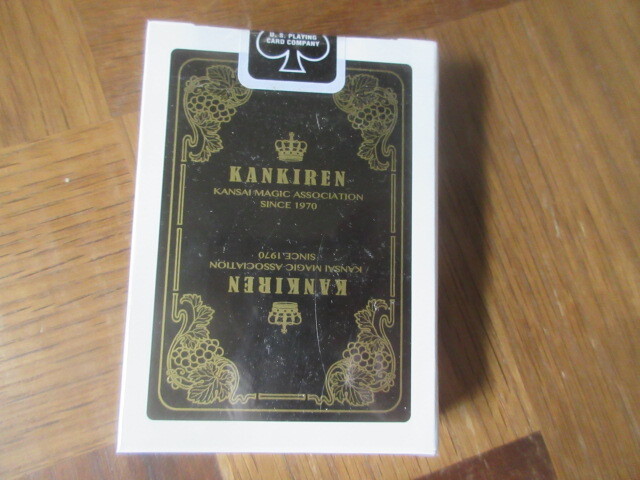 U. S. PLAYING
CARD COMPANY
KANKIREN
KANSAI MAGIC ASSOCIATION
SINCE 1970
SINCE 1970
KANSAI MAGIC ASSOCIATION
KANKIREN